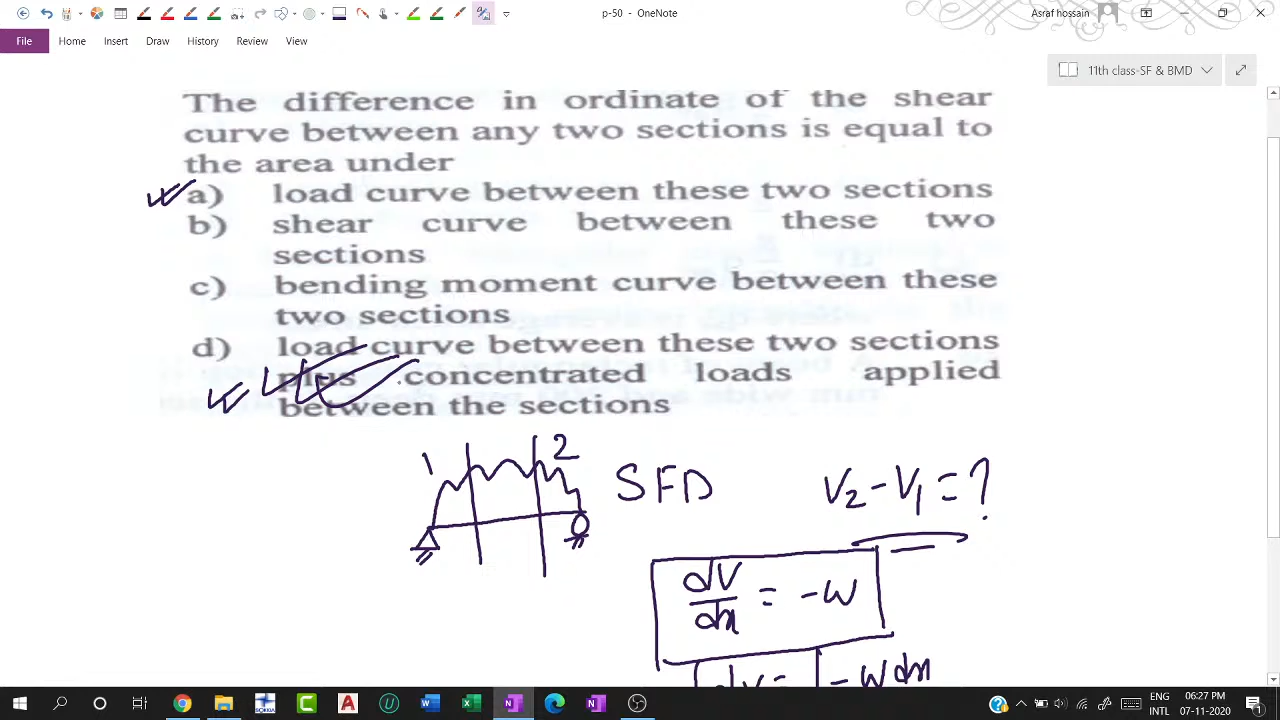 p-50 - OneNote
Asraf hossain
File Home Insert Draw History Review View
11th class-SF & BMD
The difference in ordinate of the shear
curve between any two sections is equal to
the area under
a) load curve between these two sections
b) shear curve between these two
sections
c) bending moment curve between these
two sections
d) load curve between these two sections
plus concentrated loads applied
between the sections
1 2
SFD V2 - V1 = ?
dV/dx = -w
dV = -wdx
ENG 06:27 PM
INTL 07-11-2020